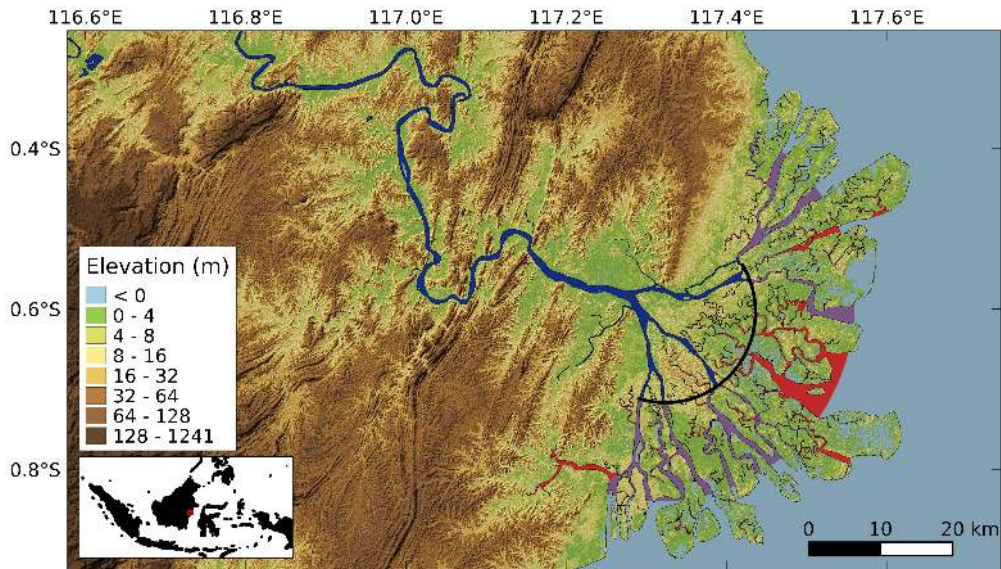 116.6°E 116.8°E 117.0°E 117.2°E 117.4°E 117.6°E
0.4°S
0.6°S
0.8°S
Elevation (m)
< 0
0 - 4
4 - 8
8 - 16
16 - 32
32 - 64
64 - 128
128 - 1241
0 10 20 km